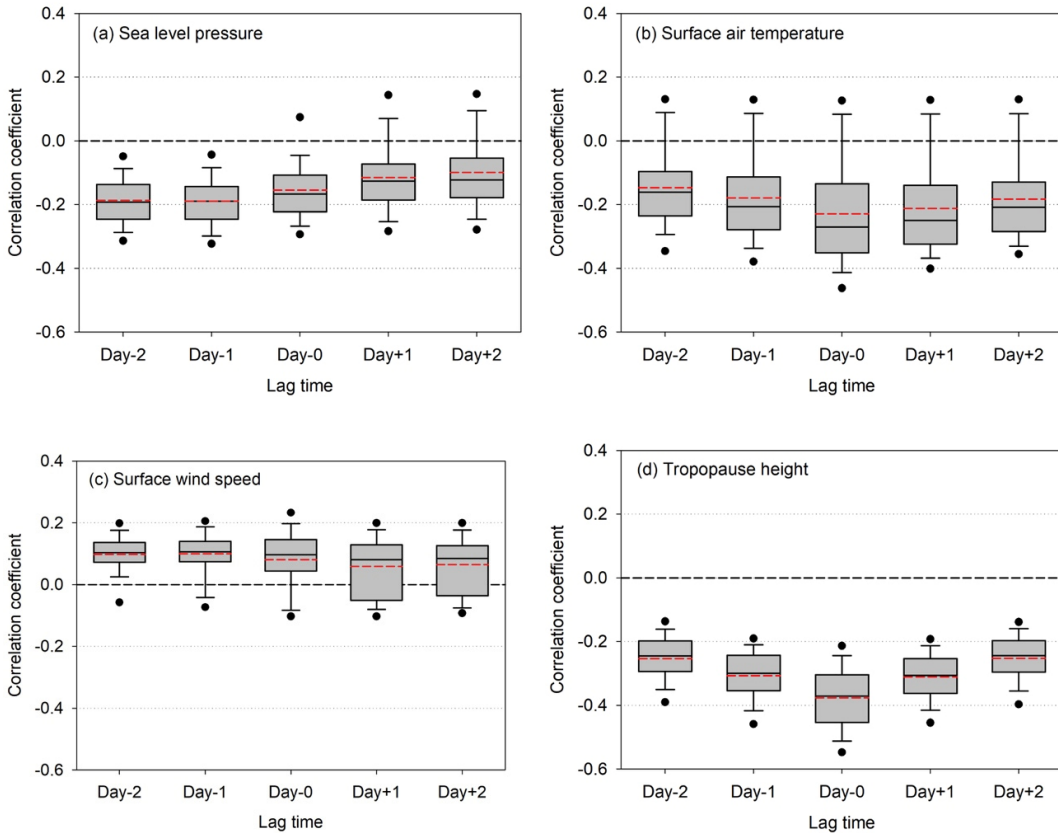 (a) Sea level pressure
Correlation coefficient
0.4
0.2
0.0
-0.2
-0.4
-0.6
Day-2 Day-1 Day-0 Day+1 Day+2
Lag time
(b) Surface air temperature
Correlation coefficient
0.4
0.2
0.0
-0.2
-0.4
-0.6
Day-2 Day-1 Day-0 Day+1 Day+2
Lag time
(c) Surface wind speed
Correlation coefficient
0.4
0.2
0.0
-0.2
-0.4
-0.6
Day-2 Day-1 Day-0 Day+1 Day+2
Lag time
(d) Tropopause height
Correlation coefficient
0.4
0.2
0.0
-0.2
-0.4
-0.6
Day-2 Day-1 Day-0 Day+1 Day+2
Lag time